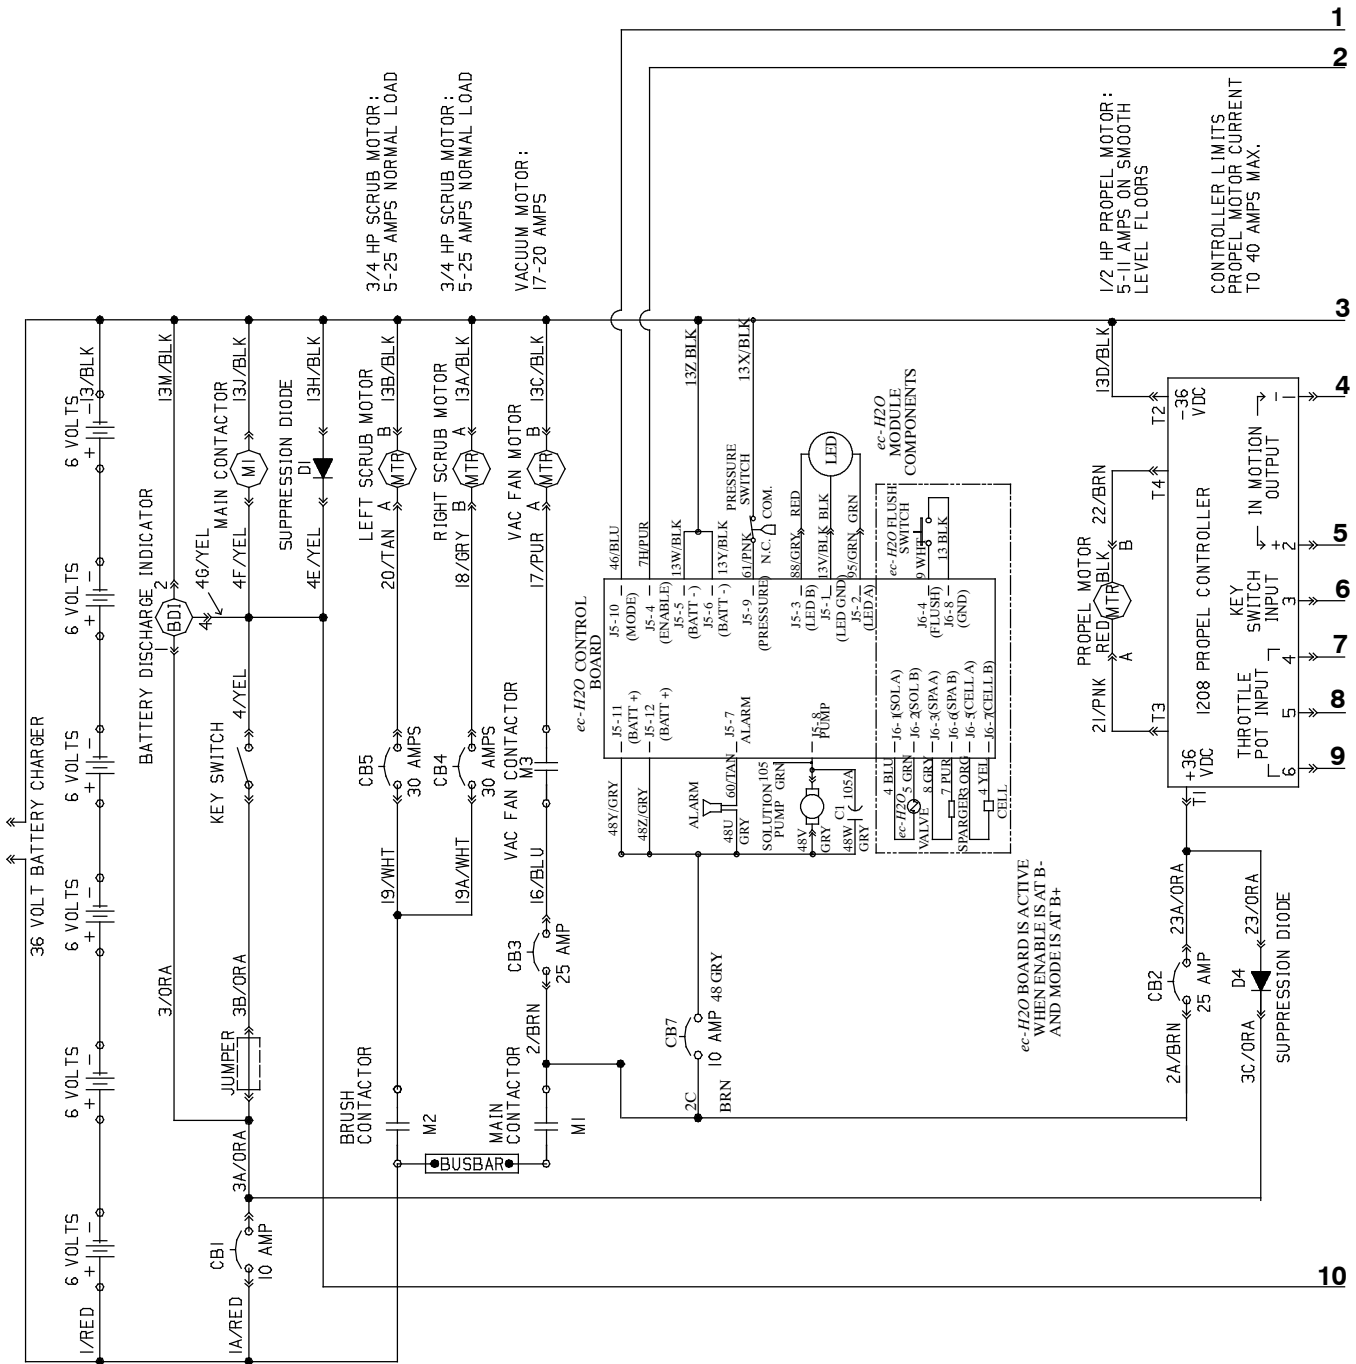 1
2
3/4 HP SCRUB MOTOR:
5-25 AMPS NORMAL LOAD
3/4 HP SCRUB MOTOR:
5-25 AMPS NORMAL LOAD
VACUUM MOTOR:
17-20 AMPS
1/2 HP PROPEL MOTOR:
5-11 AMPS ON SMOOTH
LEVEL FLOORS
CONTROLLER LIMITS
PROPEL MOTOR CURRENT
TO 40 AMPS MAX.
3
4
5
6
7
8
9
10
36 VOLT BATTERY CHARGER
13/BLK
6 VOLTS
+ -
6 VOLTS
+ -
6 VOLTS
+ -
6 VOLTS
+ -
6 VOLTS
+ -
6 VOLTS
+ -
1/RED
13M/BLK
BATTERY DISCHARGE INDICATOR
2
BDI
1
4
4G/YEL
3/ORA
13J/BLK
MAIN CONTACTOR
M1
4F/YEL
4/YEL
KEY SWITCH
3B/ORA
JUMPER
3A/ORA
CB1
10 AMP
1A/RED
13H/BLK
SUPPRESSION DIODE
D1
4E/YEL
13B/BLK
LEFT SCRUB MOTOR
B
MTR
A
20/TAN
CB5
30 AMPS
19/WHT
BRUSH
CONTACTOR
M2
BUSBAR
13A/BLK
RIGHT SCRUB MOTOR
A
MTR
B
18/GRY
CB4
30 AMPS
19A/WHT
13C/BLK
VAC FAN MOTOR
B
MTR
A
17/PUR
VAC FAN CONTACTOR
M3
16/BLU
CB3
25 AMP
2/BRN
MAIN
CONTACTOR
M1
46/BLU
7H/PUR
13Z BLK
13W/BLK
13Y/BLK
13X/BLK
PRESSURE
SWITCH
COM.
N.C.
61/PNK
LED
88/GRY
RED
13V/BLK
BLK
95/GRN
GRN
ec-H2O
MODULE
COMPONENTS
ec-H2O FLUSH
SWITCH
9 WHT
13 BLK
ec-H2O CONTROL
BOARD
J5-10
(MODE)
J5-4
(ENABLE)
J5-5
(BATT -)
J5-6
(BATT -)
J5-9
(PRESSURE)
J5-3
(LED B)
J5-1
(LED GND)
J5-2
(LED A)
J6-4
(FLUSH)
J6-8
(GND)
J5-11
(BATT +)
J5-12
(BATT +)
J5-7
ALARM
J5-8
PUMP
J6-1(SOL A)
J6-2(SOL B)
J6-3(SPA A)
J6-6(SPA B)
J6-5(CELL A)
J6-7(CELL B)
48Y/GRY
48Z/GRY
ALARM
60/TAN
48U
GRY
SOLUTION
PUMP
105
GRN
48V
GRY
C1
105A
48W
GRY
4 BLU
5 GRN
8 GRY
7 PUR
3 ORG
4 YEL
ec-H2O
VALVE
SPARGER
CELL
CB7
10 AMP
48 GRY
2C
BRN
ec-H2O BOARD IS ACTIVE
WHEN ENABLE IS AT B-
AND MODE IS AT B+
13D/BLK
T2
-36
VDC
22/BRN
T4
PROPEL MOTOR
BLK
B
MTR
RED
A
21/PNK
T3
1208 PROPEL CONTROLLER
- 1
IN MOTION
OUTPUT
+ 2
KEY
SWITCH
INPUT
3
THROTTLE
POT INPUT
4
5
6
+36
VDC
T1
23A/ORA
CB2
25 AMP
2A/BRN
23/ORA
D4
SUPPRESSION DIODE
3C/ORA